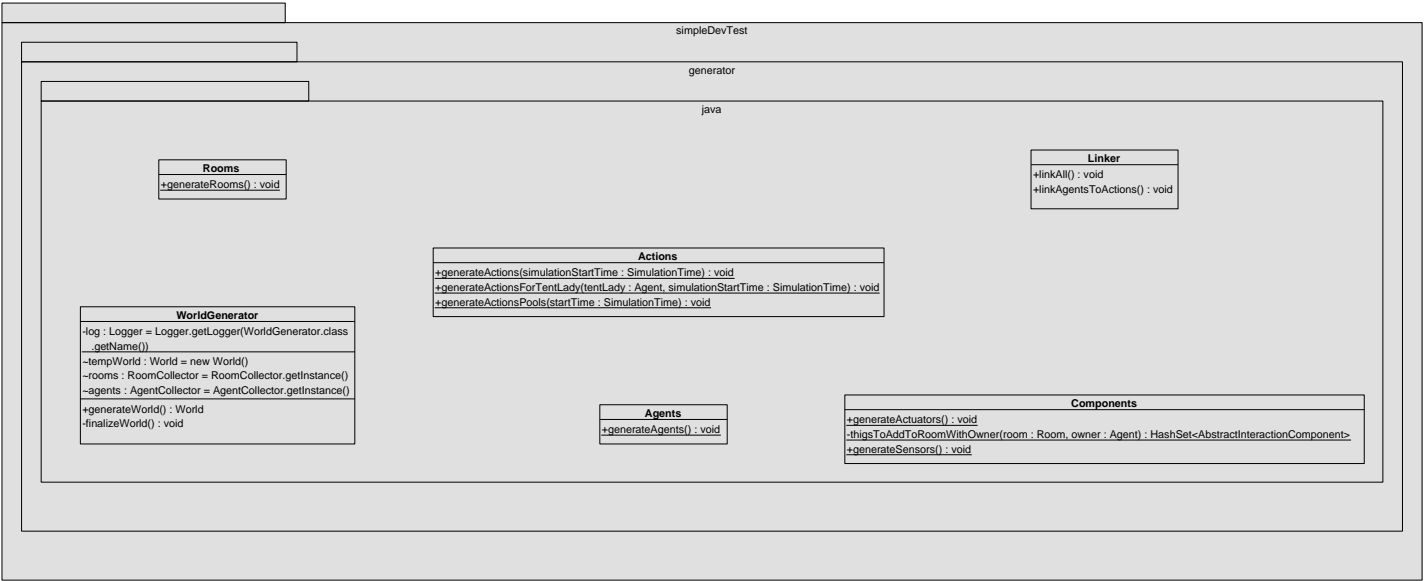 simpleDevTest
generator
java
Rooms
+generateRooms() : void
Linker
+linkAll() : void
+linkAgentsToActions() : void
Actions
+generateActions(simulationStartTime : SimulationTime) : void
+generateActionsForTentLady(tentLady : Agent, simulationStartTime : SimulationTime) : void
+generateActionsPools(startTime : SimulationTime) : void
WorldGenerator
-log : Logger = Logger.getLogger(WorldGenerator.class
.getName())
~tempWorld : World = new World()
~rooms : RoomCollector = RoomCollector.getInstance()
~agents : AgentCollector = AgentCollector.getInstance()
+generateWorld() : World
-finalizeWorld() : void
Agents
+generateAgents() : void
Components
+generateActuators() : void
-thigsToAddToRoomWithOwner(room : Room, owner : Agent) : HashSet<AbstractInteractionComponent>
+generateSensors() : void